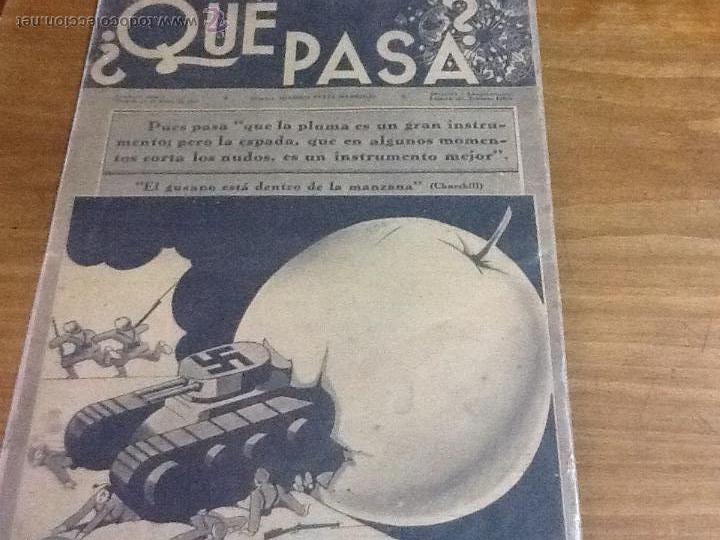 ¿QUÉ
PASA?
Pues pasa "que la pluma es un gran instru-
mento; pero la espada, que en algunos momen-
tos corta los nudos, es un instrumento mejor".
"El gusano está dentro de la manzana" (Churchill)
www.todocoleccion.net